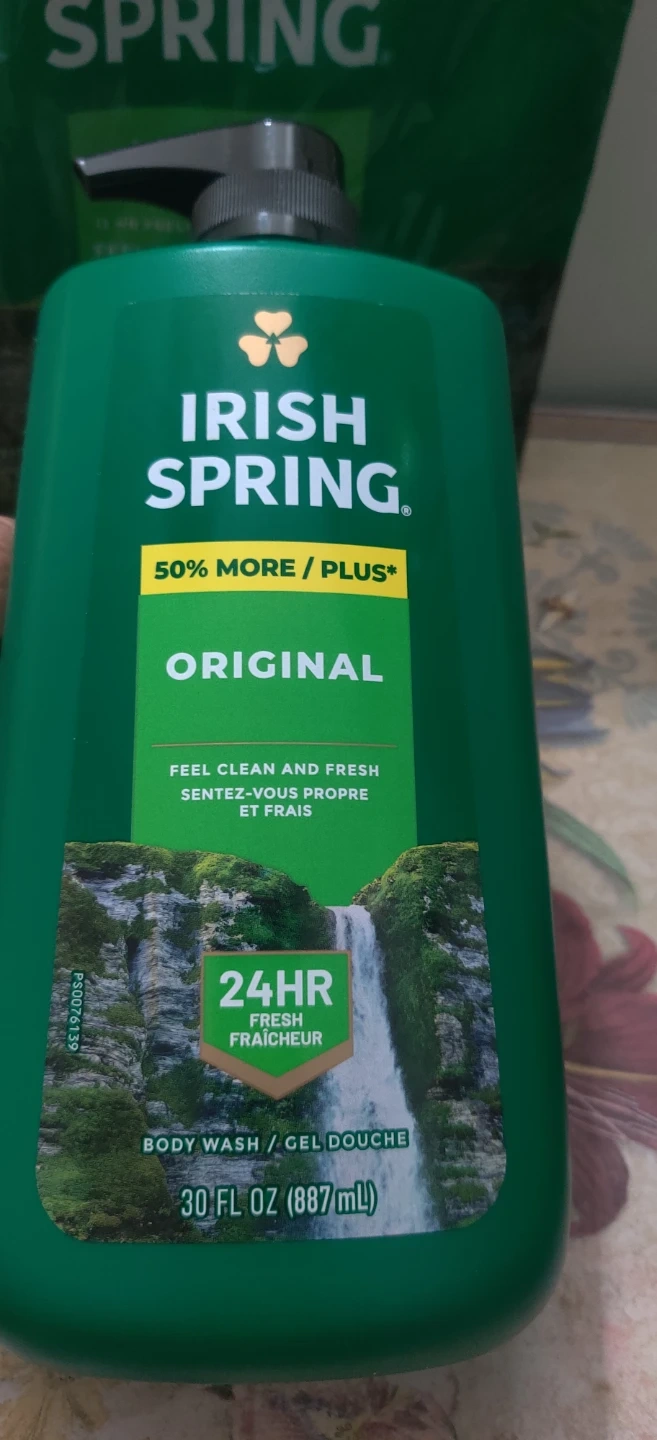 SPRING
IRISH
SPRING®
50% MORE / PLUS*
ORIGINAL
FEEL CLEAN AND FRESH
SENTEZ-VOUS PROPRE
ET FRAIS
24HR
FRESH
FRAÎCHEUR
PS0076139
BODY WASH / GEL DOUCHE
30 FL OZ (887 mL)